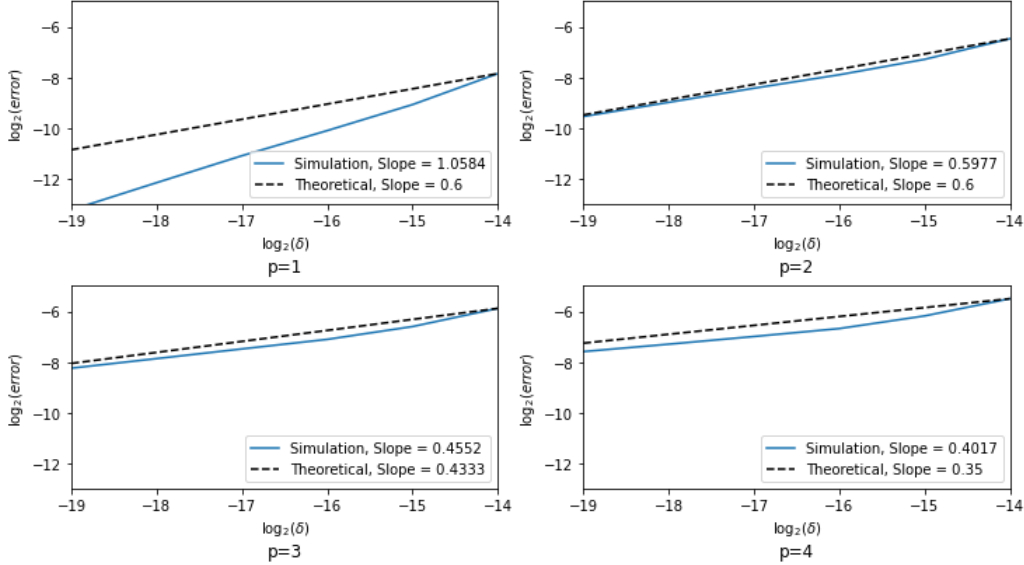 −6
−8
−10
−12
log₂(error)
Simulation, Slope = 1.0584
Theoretical, Slope = 0.6
−19 −18 −17 −16 −15 −14
log₂(δ)
p=1
−6
−8
−10
−12
log₂(error)
Simulation, Slope = 0.5977
Theoretical, Slope = 0.6
−19 −18 −17 −16 −15 −14
log₂(δ)
p=2
−6
−8
−10
−12
log₂(error)
Simulation, Slope = 0.4552
Theoretical, Slope = 0.4333
−19 −18 −17 −16 −15 −14
log₂(δ)
p=3
−6
−8
−10
−12
log₂(error)
Simulation, Slope = 0.4017
Theoretical, Slope = 0.35
−19 −18 −17 −16 −15 −14
log₂(δ)
p=4